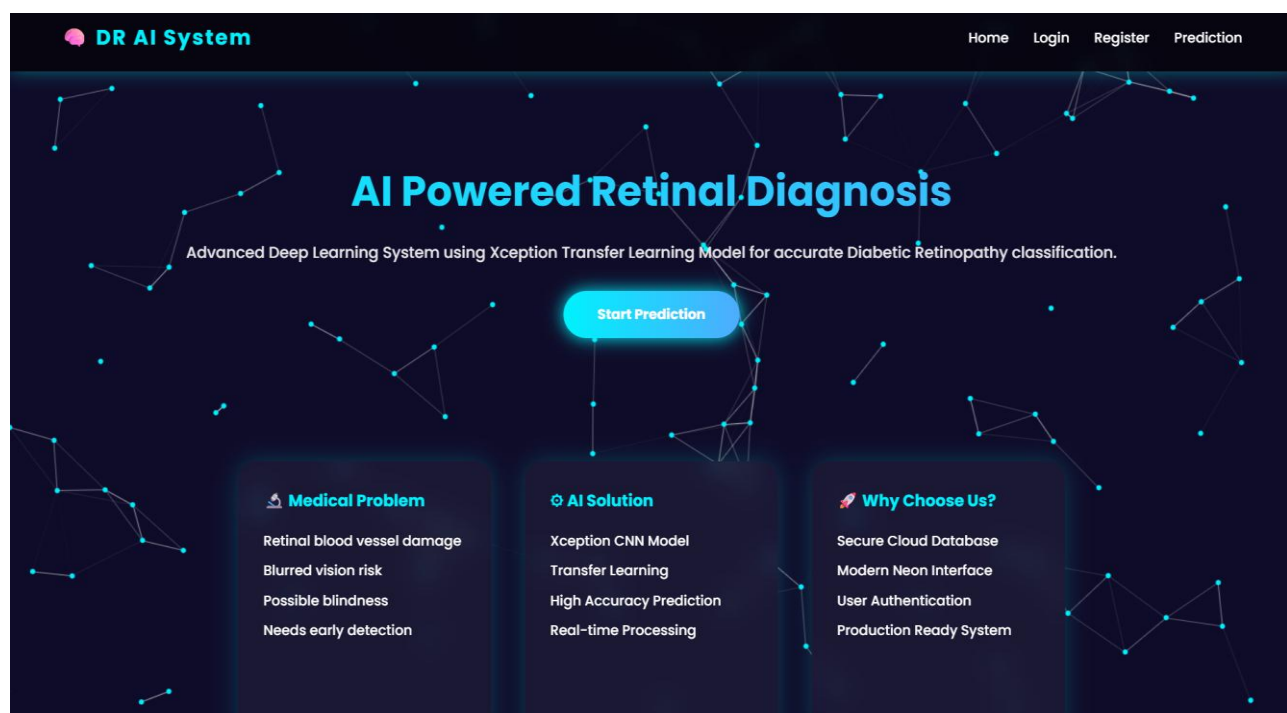 DR AI System
Home Login Register Prediction
AI Powered Retinal Diagnosis
Advanced Deep Learning System using Xception Transfer Learning Model for accurate Diabetic Retinopathy classification.
Start Prediction
Medical Problem
Retinal blood vessel damage
Blurred vision risk
Possible blindness
Needs early detection
AI Solution
Xception CNN Model
Transfer Learning
High Accuracy Prediction
Real-time Processing
Why Choose Us?
Secure Cloud Database
Modern Neon Interface
User Authentication
Production Ready System